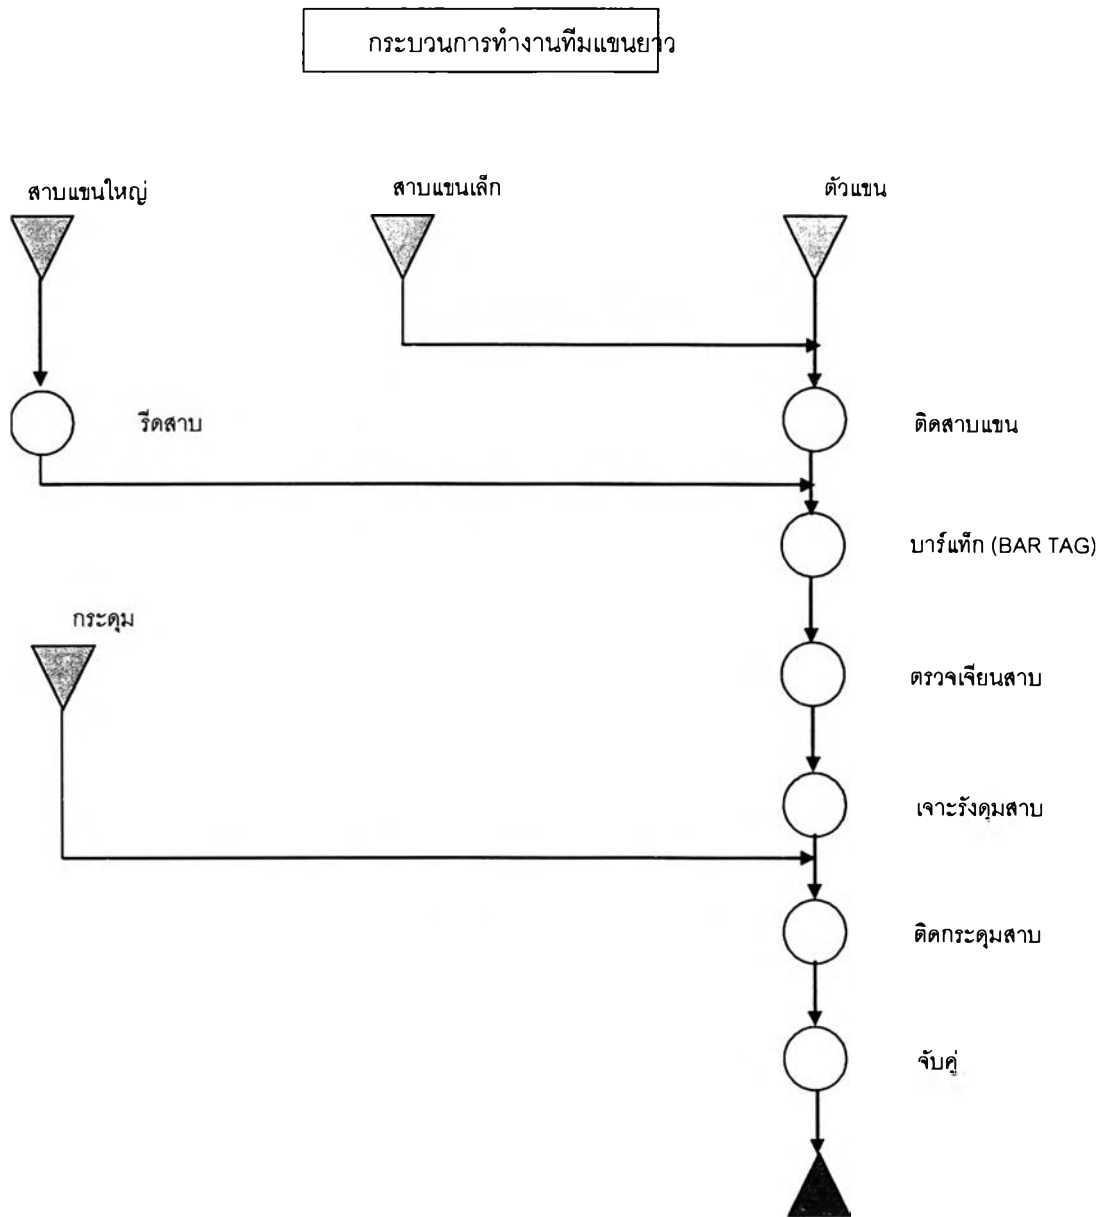 กระบวนการทำงานทีมแขนยาว
สาบแขนใหญ่
สาบแขนเล็ก
ตัวแขน
รีดสาบ
ติดสาบแขน
บาร์แท็ก (BAR TAG)
กระดุม
ตรวจเจียนสาบ
เจาะรังดุมสาบ
ติดกระดุมสาบ
จับคู่